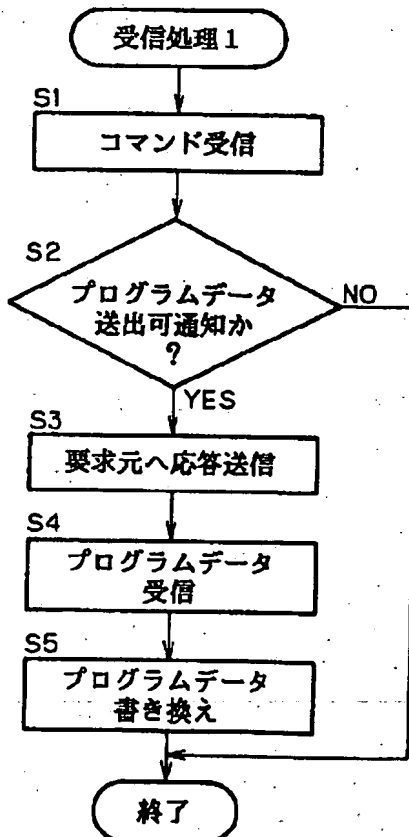 受信処理1
S1
コマンド受信
S2
プログラムデータ
送出可通知か
?
NO
YES
S3
要求元へ応答送信
S4
プログラムデータ
受信
S5
プログラムデータ
書き換え
終了